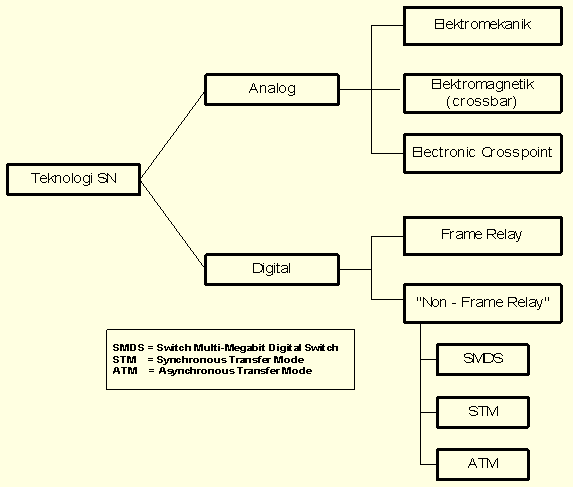 Elektromekanik
Analog
Elektromagnetik
(crossbar)
Electronic Crosspoint
Teknologi SN
Frame Relay
Digital
"Non - Frame Relay"
SMDS = Switch Multi-Megabit Digital Switch
STM = Synchronous Transfer Mode
ATM = Asynchronous Transfer Mode
SMDS
STM
ATM